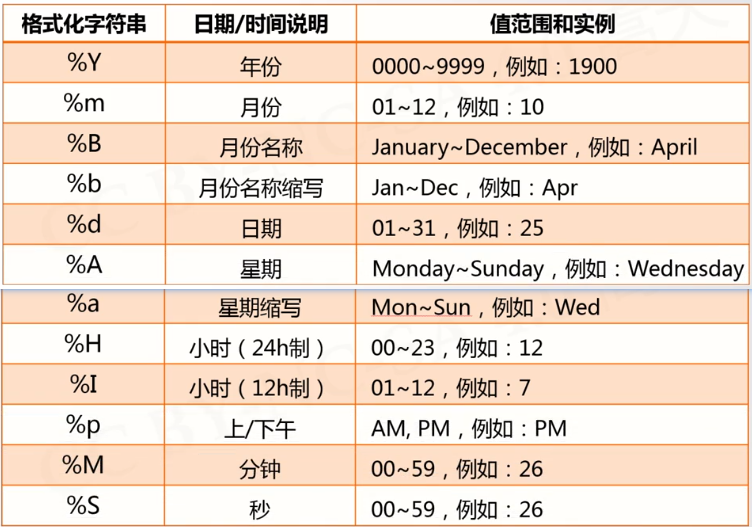 格式化字符串 日期/时间说明 值范围和实例
%Y 年份 0000~9999，例如：1900
%m 月份 01~12，例如：10
%B 月份名称 January~December，例如：April
%b 月份名称缩写 Jan~Dec，例如：Apr
%d 日期 01~31，例如：25
%A 星期 Monday~Sunday，例如：Wednesday
%a 星期缩写 Mon~Sun，例如：Wed
%H 小时（24h制） 00~23，例如：12
%I 小时（12h制） 01~12，例如：7
%p 上/下午 AM, PM，例如：PM
%M 分钟 00~59，例如：26
%S 秒 00~59，例如：26